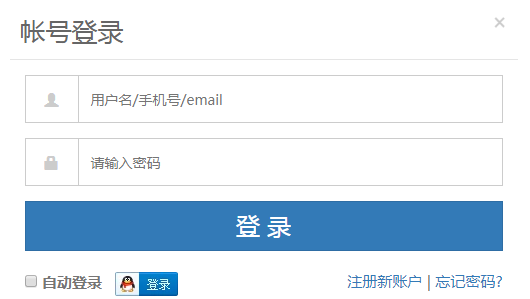 帐号登录 ×
用户名/手机号/email
请输入密码
登 录
自动登录 登录 注册新账户 | 忘记密码?